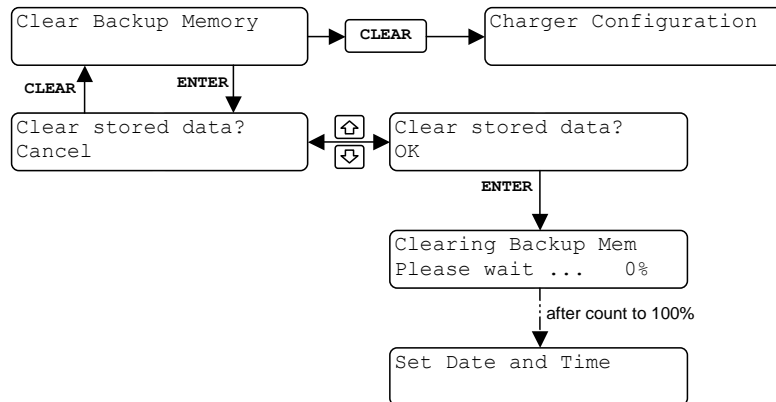 Clear Backup Memory
CLEAR
Charger Configuration
CLEAR
ENTER
Clear stored data?
Cancel
Clear stored data?
OK
ENTER
Clearing Backup Mem
Please wait ... 0%
after count to 100%
Set Date and Time